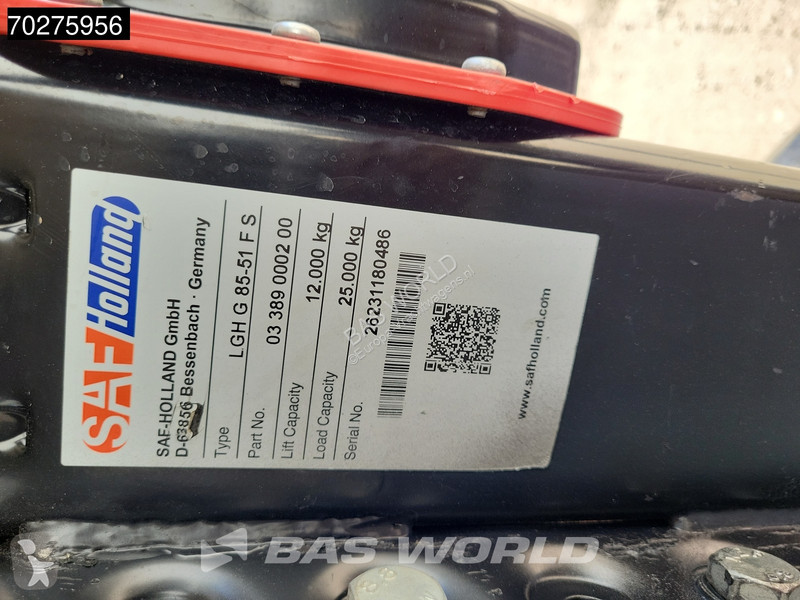 70275956
SAF Holland
SAF-HOLLAND GmbH
D-63856 Bessenbach · Germany
Type LGH G 85-51 F S
Part No. 03 389 0002 00
Lift Capacity 12.000 kg
Load Capacity 25.000 kg
Serial No. 26231180486
www.safholland.com
BAS WORLD
BAS WORLD
8.8